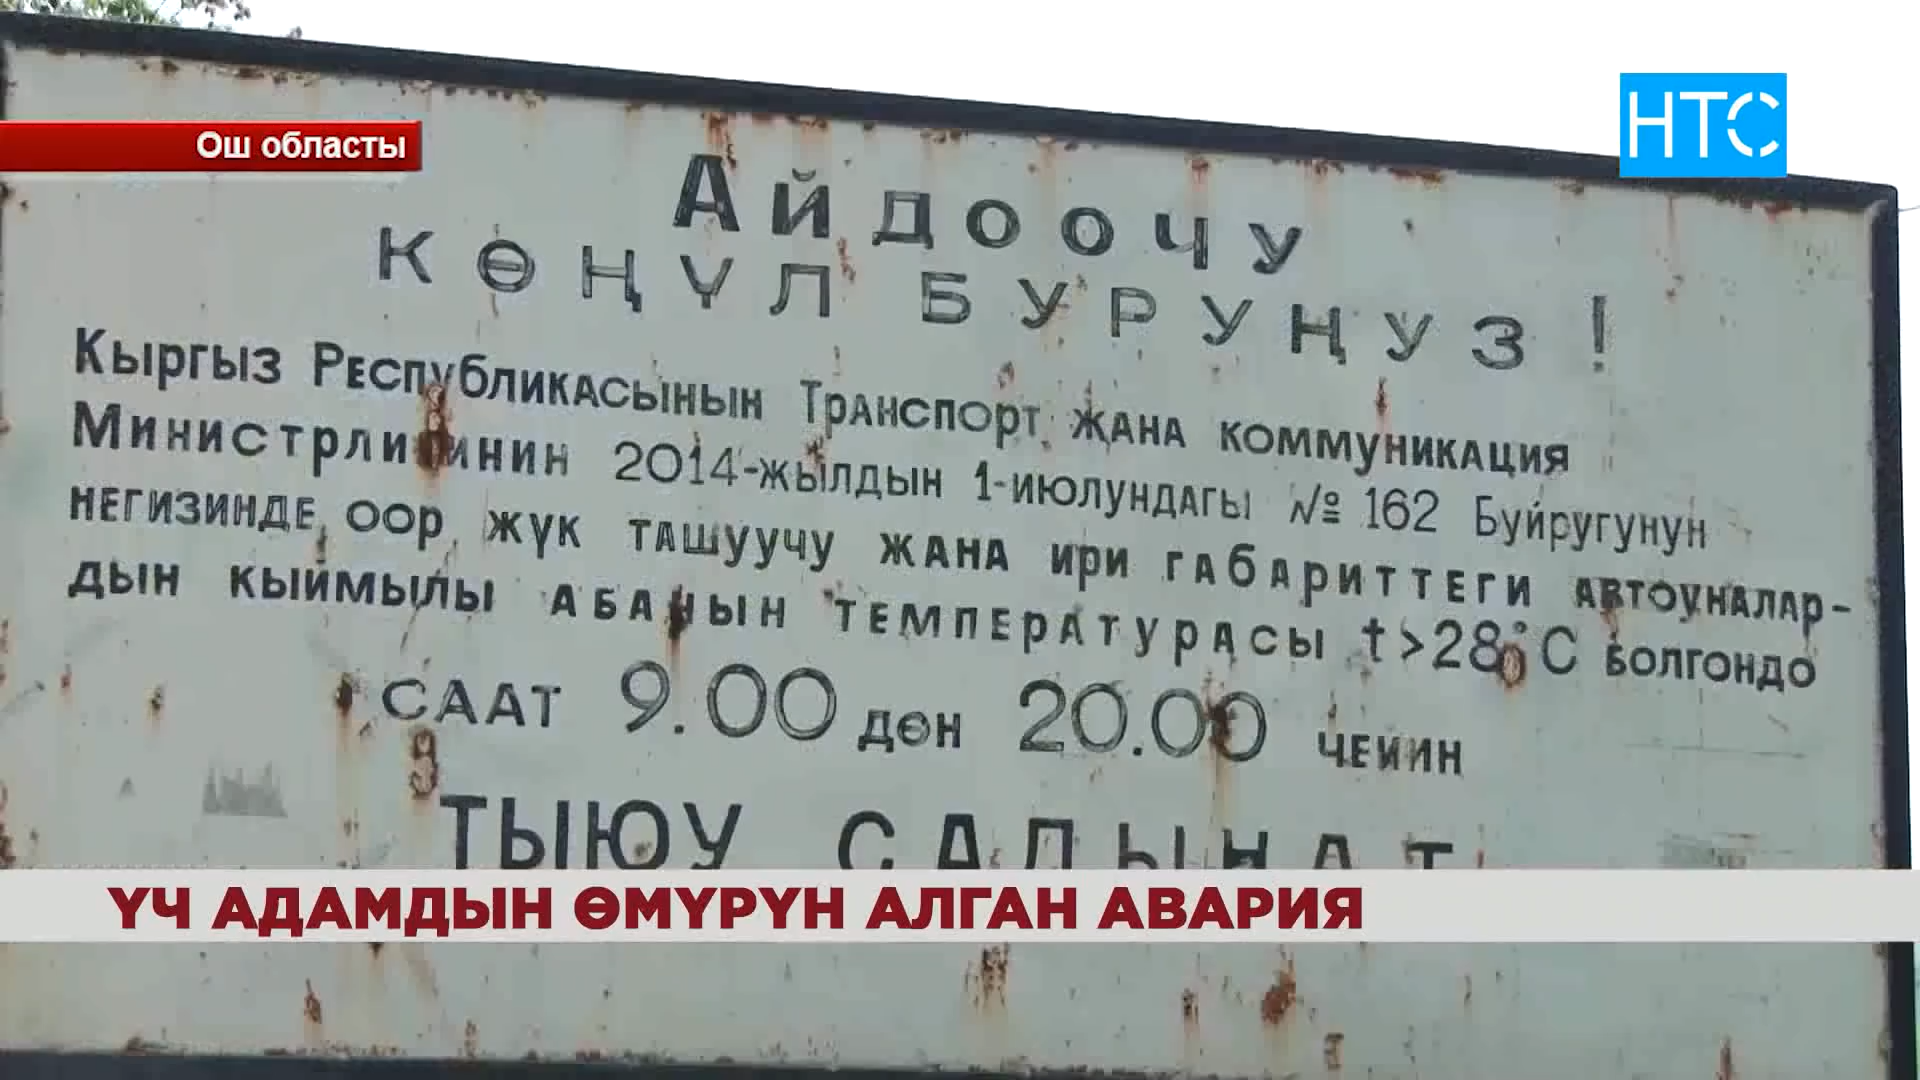 НТС
Ош областы
Айдоочу
КӨҢҮЛ БУРУҢУЗ!
Кыргыз Республикасынын Транспорт жана коммуникация
Министрлигинин 2014-жылдын 1-июлундагы № 162 Буйругунун
негизинде оор жүк ташуучу жана ири габариттеги автоуналар-
дын кыймылы абанын температурасы t>28°C болгондо
СААТ 9.00 дөн 20.00 чейин
ТЫЮУ САЛЫНАТ
ҮЧ АДАМДЫН ӨМҮРҮН АЛГАН АВАРИЯ